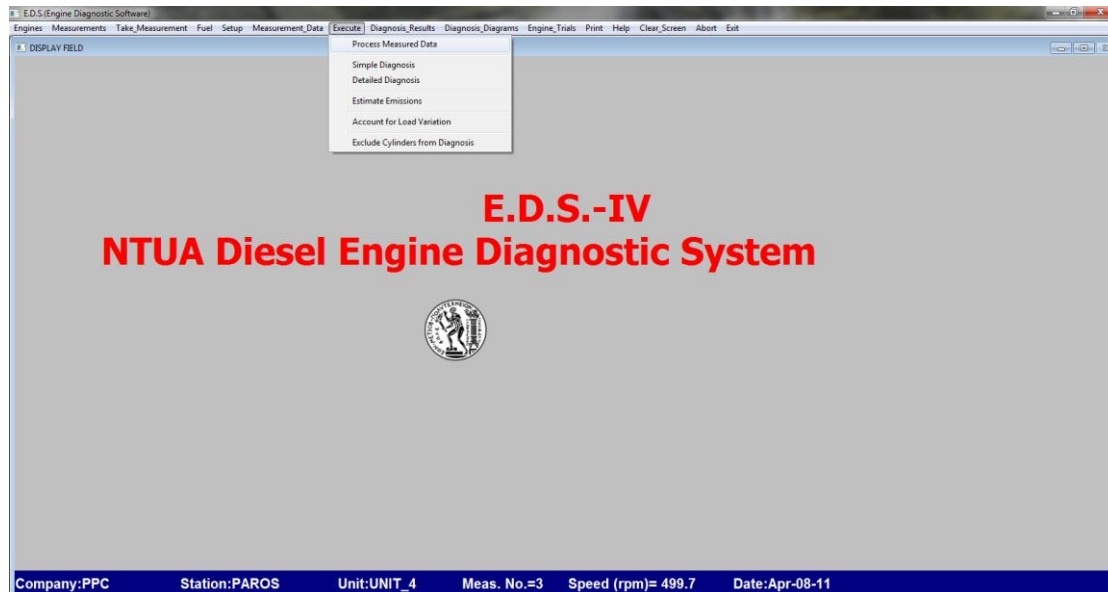 E.D.S.(Engine Diagnostic Software)
Engines Measurements Take_Measurement Fuel Setup Measurement_Data Execute Diagnosis_Results Diagnosis_Diagrams Engine_Trials Print Help Clear_Screen Abort Exit
DISPLAY FIELD
Process Measured Data
Simple Diagnosis
Detailed Diagnosis
Estimate Emissions
Account for Load Variation
Exclude Cylinders from Diagnosis
E.D.S.-IV
NTUA Diesel Engine Diagnostic System
Company:PPC Station:PAROS Unit:UNIT_4 Meas. No.=3 Speed (rpm)= 499.7 Date:Apr-08-11